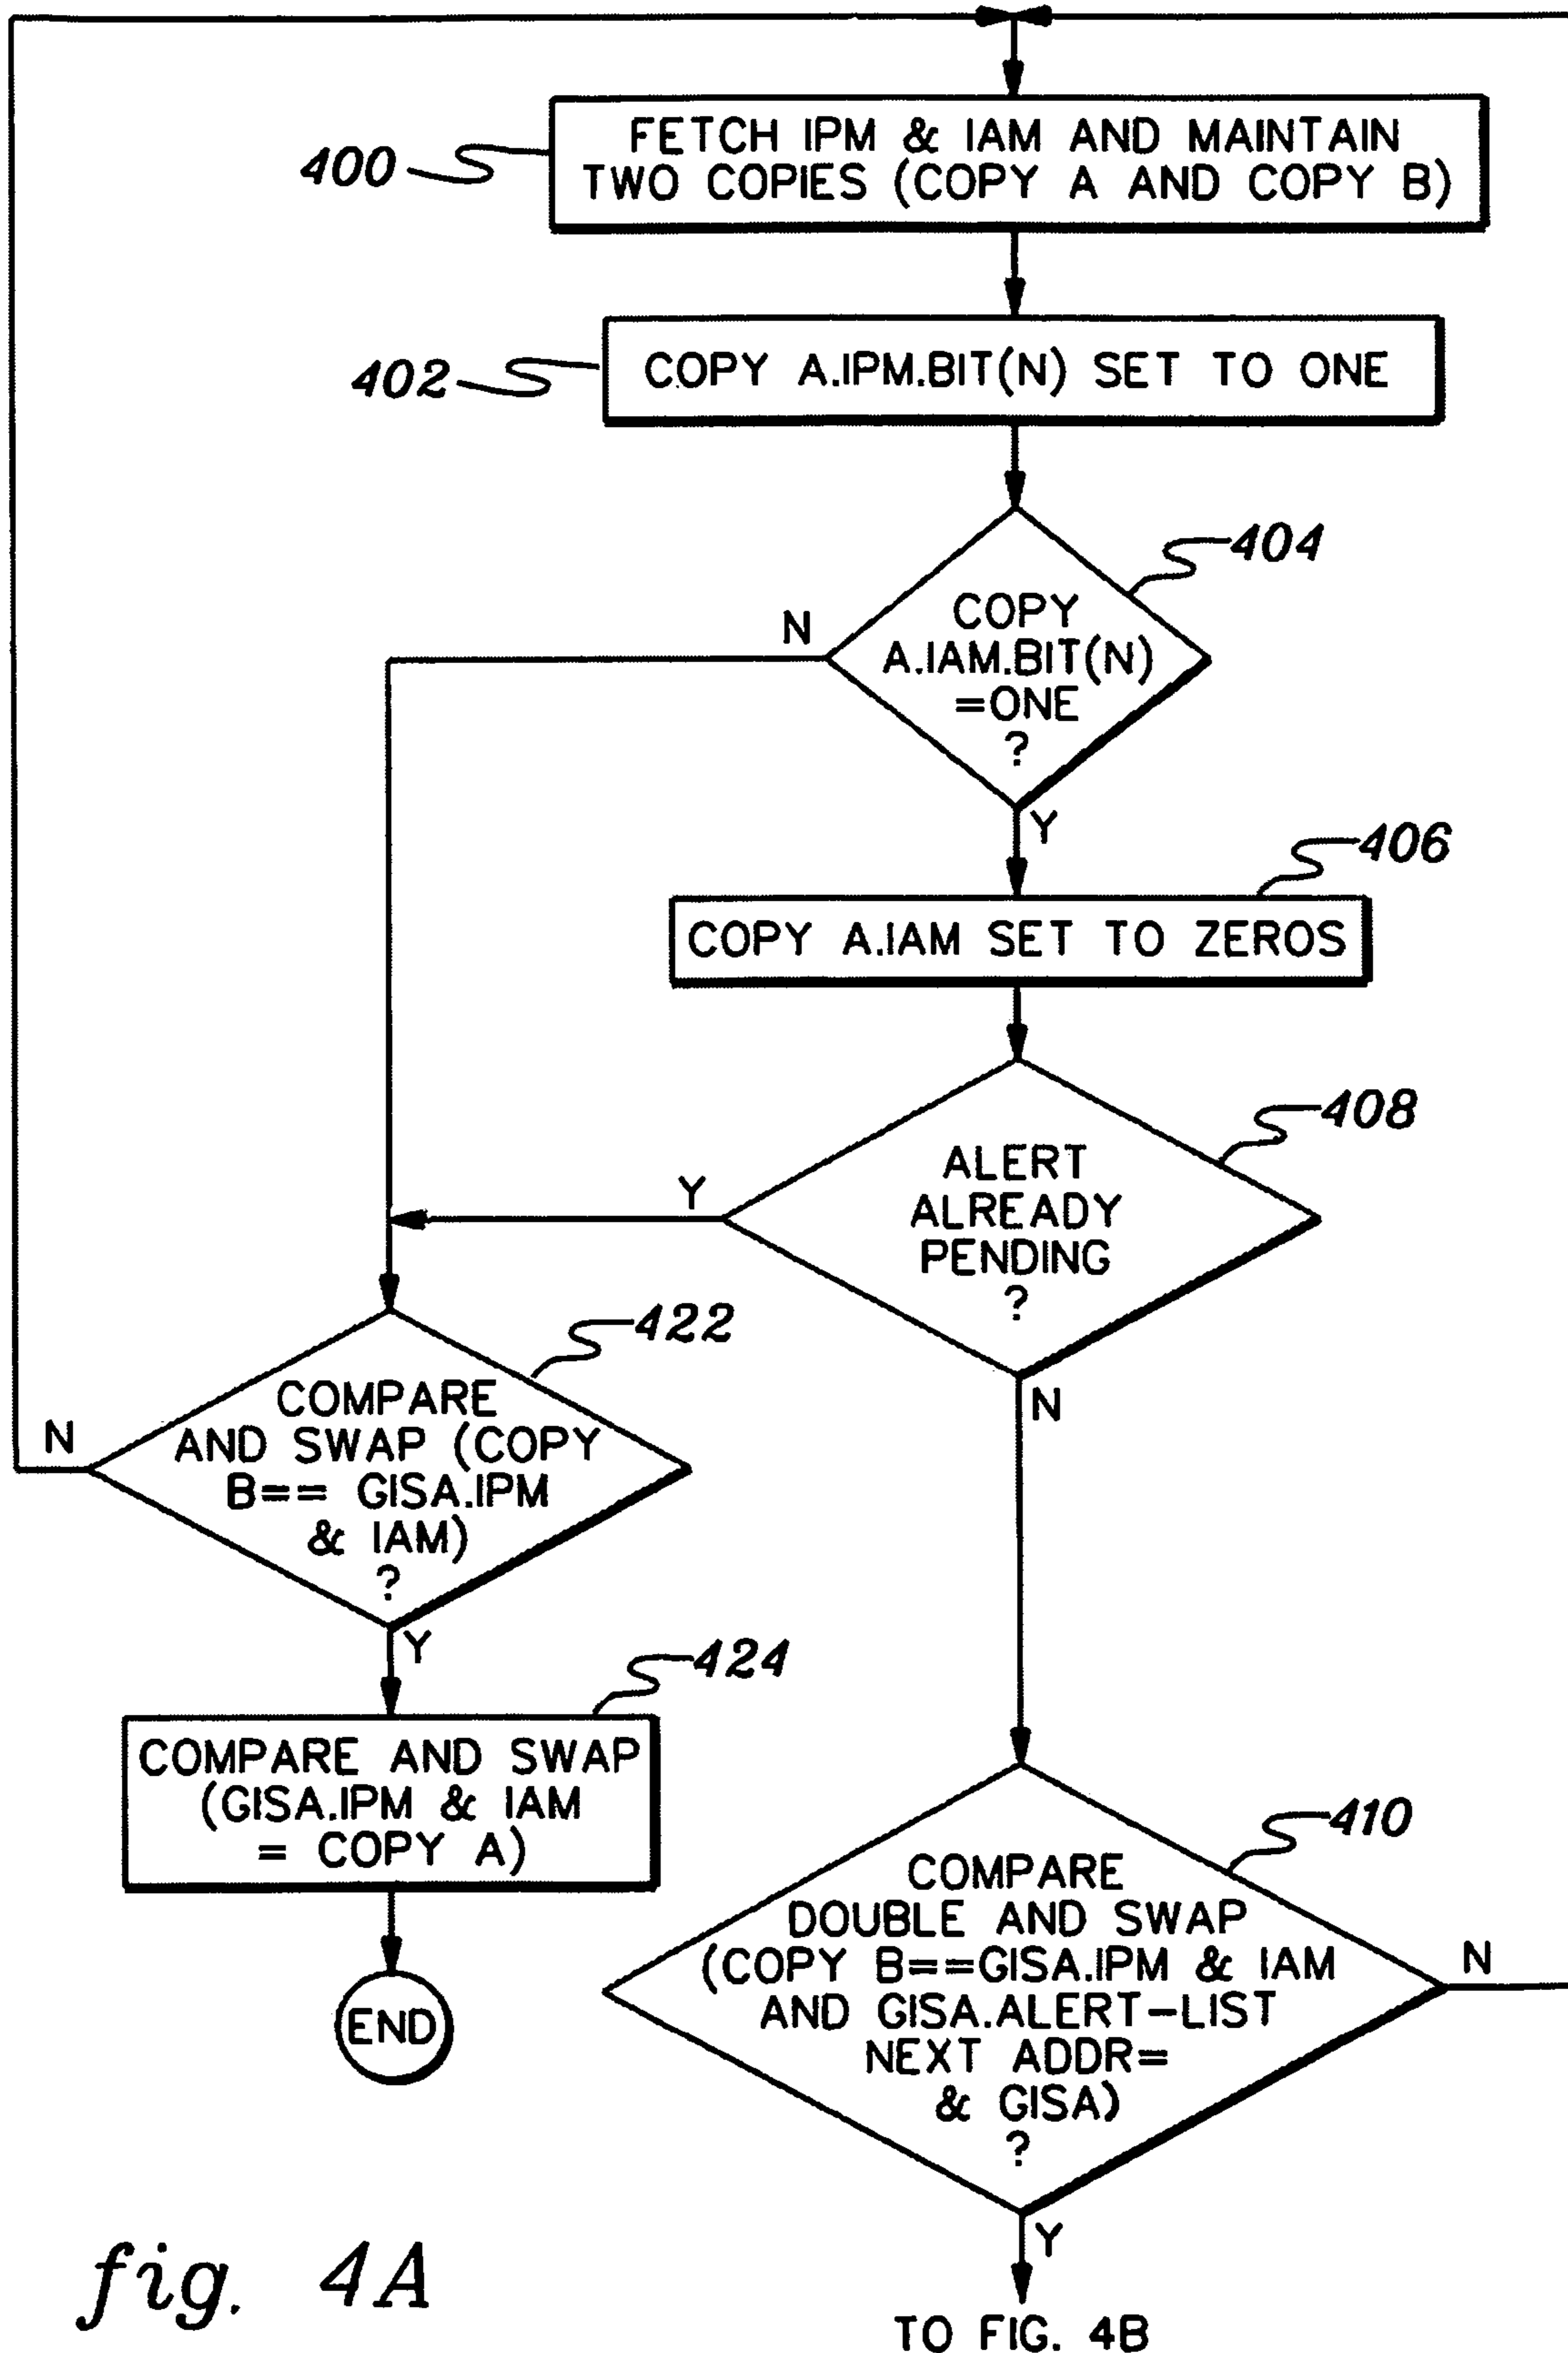 FETCH IPM & IAM AND MAINTAIN
TWO COPIES (COPY A AND COPY B)
400
COPY A.IPM.BIT(N) SET TO ONE
402
404
COPY
A.IAM.BIT(N)
=ONE
?
N
Y
406
COPY A.IAM SET TO ZEROS
408
ALERT
ALREADY
PENDING
?
Y
N
422
COMPARE
AND SWAP (COPY
B== GISA.IPM
& IAM)
?
N
Y
424
COMPARE AND SWAP
(GISA.IPM & IAM
= COPY A)
END
410
COMPARE
DOUBLE AND SWAP
(COPY B==GISA.IPM & IAM
AND GISA.ALERT-LIST
NEXT ADDR=
& GISA)
?
N
Y
TO FIG. 4B
fig. 4A